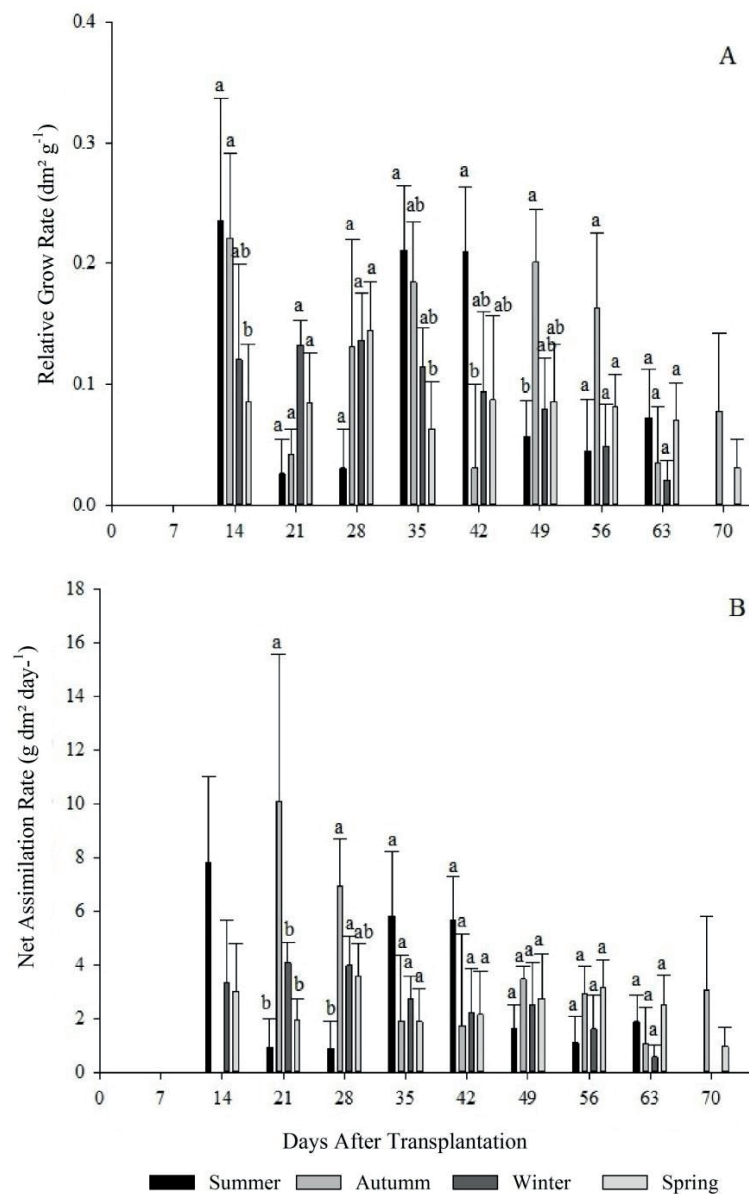 A
Relative Grow Rate (dm² g⁻¹)
0.4
0.3
0.2
0.1
0.0
a a ab b
a a a a
a a a a
a ab ab b
a b ab ab
b a ab ab
a a a a
a a a a
0 7 14 21 28 35 42 49 56 63 70
B
Net Assimilation Rate (g dm² day-¹)
18
16
14
12
10
8
6
4
2
0
b a b b
b a a ab
a a a a
a a a a
a a a a
a a a a
a a a a
0 7 14 21 28 35 42 49 56 63 70
Days After Transplantation
Summer Autumm Winter Spring